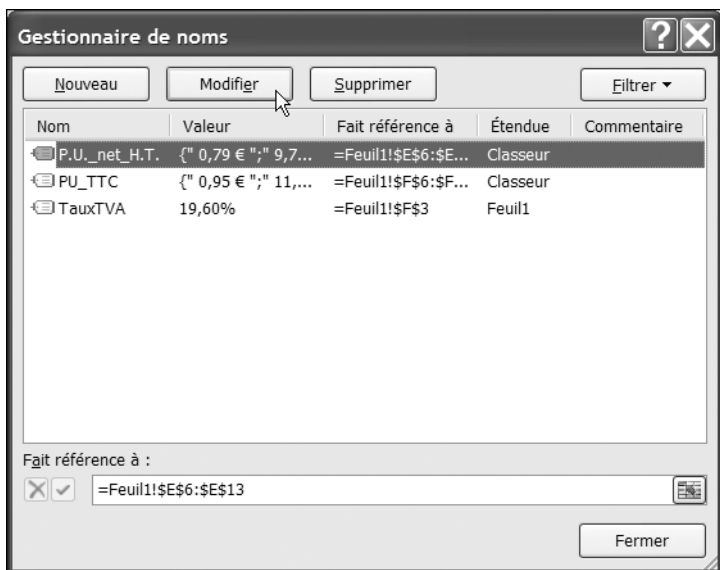 Gestionnaire de noms
Nouveau Modifier Supprimer Filtrer
Nom Valeur Fait référence à Étendue Commentaire
P.U._net_H.T. {" 0,79 € ";" 9,7... =Feuil1!$E$6:$E... Classeur
PU_TTC {" 0,95 € ";" 11,... =Feuil1!$F$6:$F... Classeur
TauxTVA 19,60% =Feuil1!$F$3 Feuil1
Fait référence à :
=Feuil1!$E$6:$E$13
Fermer